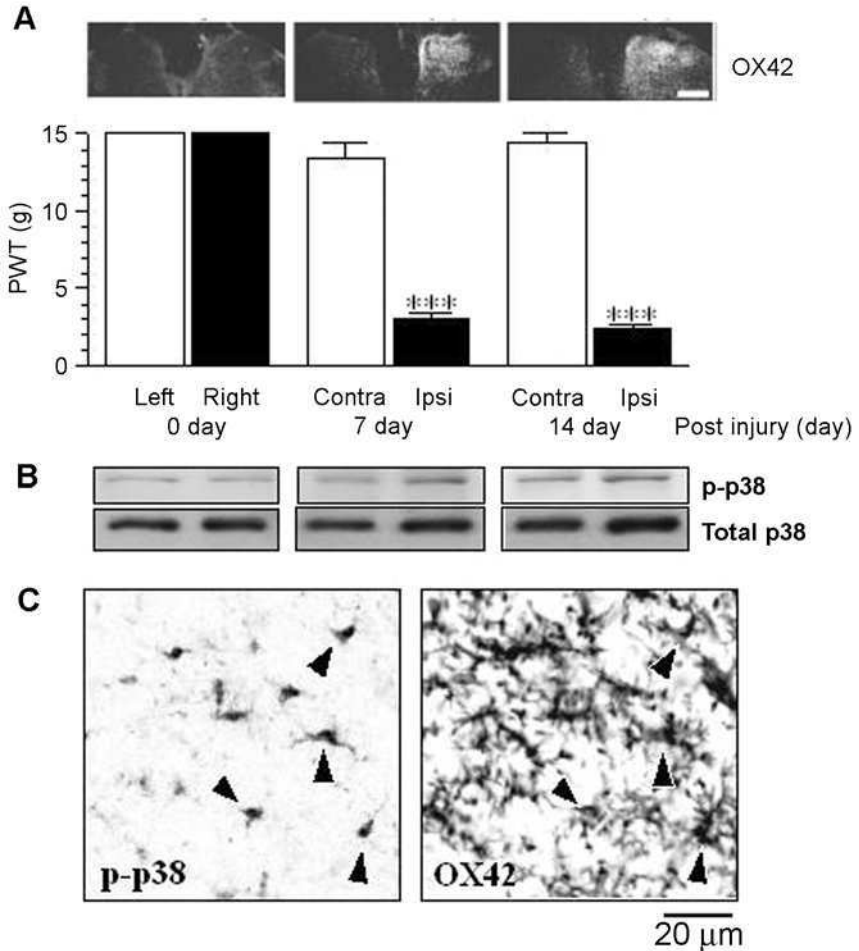 A
OX42
PWT (g)
15
10
5
0
*** ***
Left Right Contra Ipsi Contra Ipsi
0 day 7 day 14 day Post injury (day)
B
p-p38
Total p38
C
p-p38 OX42
20 μm